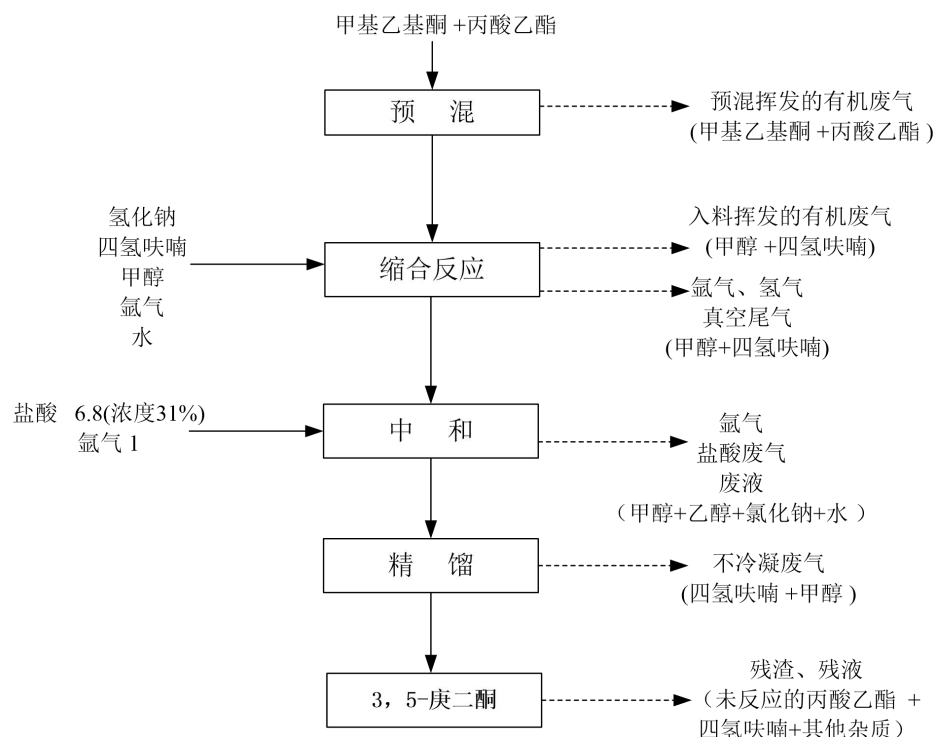 甲基乙基酮+丙酸乙酯
预 混
预混挥发的有机废气
(甲基乙基酮+丙酸乙酯)
氢化钠
四氢呋喃
甲醇
氩气
水
缩合反应
入料挥发的有机废气
(甲醇+四氢呋喃)
氩气、氢气
真空尾气
(甲醇+四氢呋喃)
盐酸 6.8(浓度31%)
氩气 1
中 和
氩气
盐酸废气
废液
（甲醇+乙醇+氯化钠+水）
精 馏
不冷凝废气
(四氢呋喃+甲醇)
3，5-庚二酮
残渣、残液
（未反应的丙酸乙酯+
四氢呋喃+其他杂质）